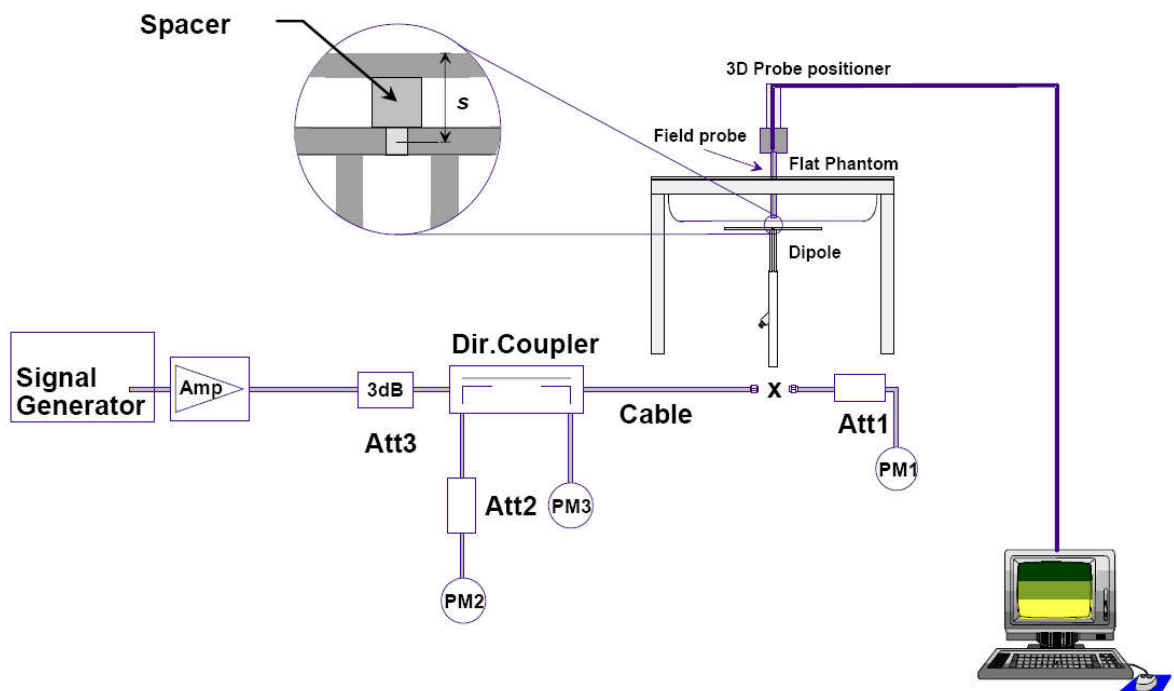 Spacer
s
3D Probe positioner
Field probe
Flat Phantom
Dipole
Dir.Coupler
Signal
Generator
Amp
3dB
Att3
Cable
x
Att1
PM1
Att2
PM3
PM2